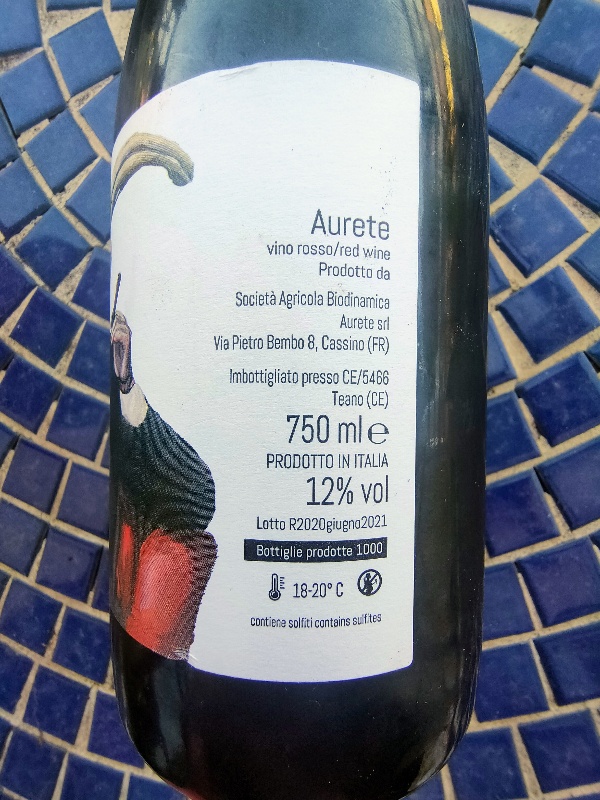 Aurete
vino rosso/red wine
Prodotto da
Società Agricola Biodinamica
Aurete srl
Via Pietro Bembo 8, Cassino (FR)
Imbottigliato presso CE/5466
Teano (CE)
750 ml e
PRODOTTO IN ITALIA
12% vol
Lotto R2020giugno2021
Bottiglie prodotte 1000
18-20° C
contiene solfiti contains sulfites